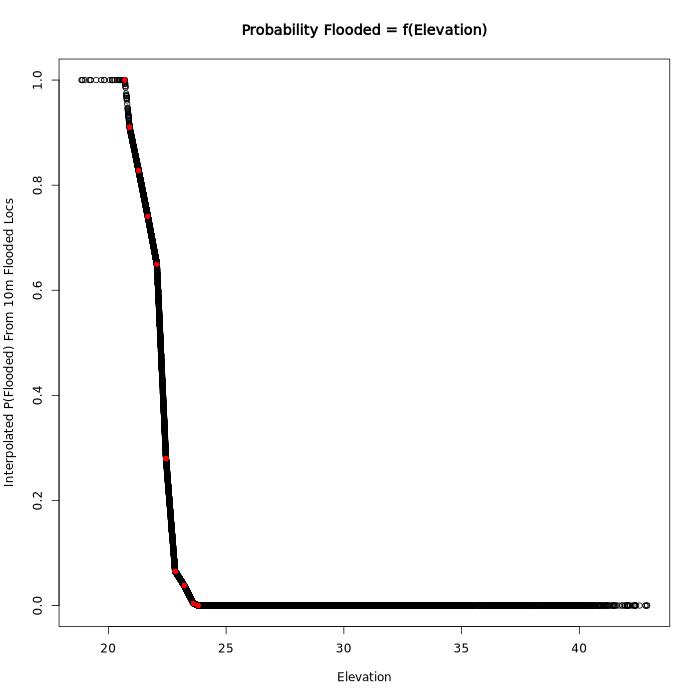 Probability Flooded = f(Elevation)
Interpolated P(Flooded) From 10m Flooded Locs
1.0
0.8
0.6
0.4
0.2
0.0
20 25 30 35 40
Elevation